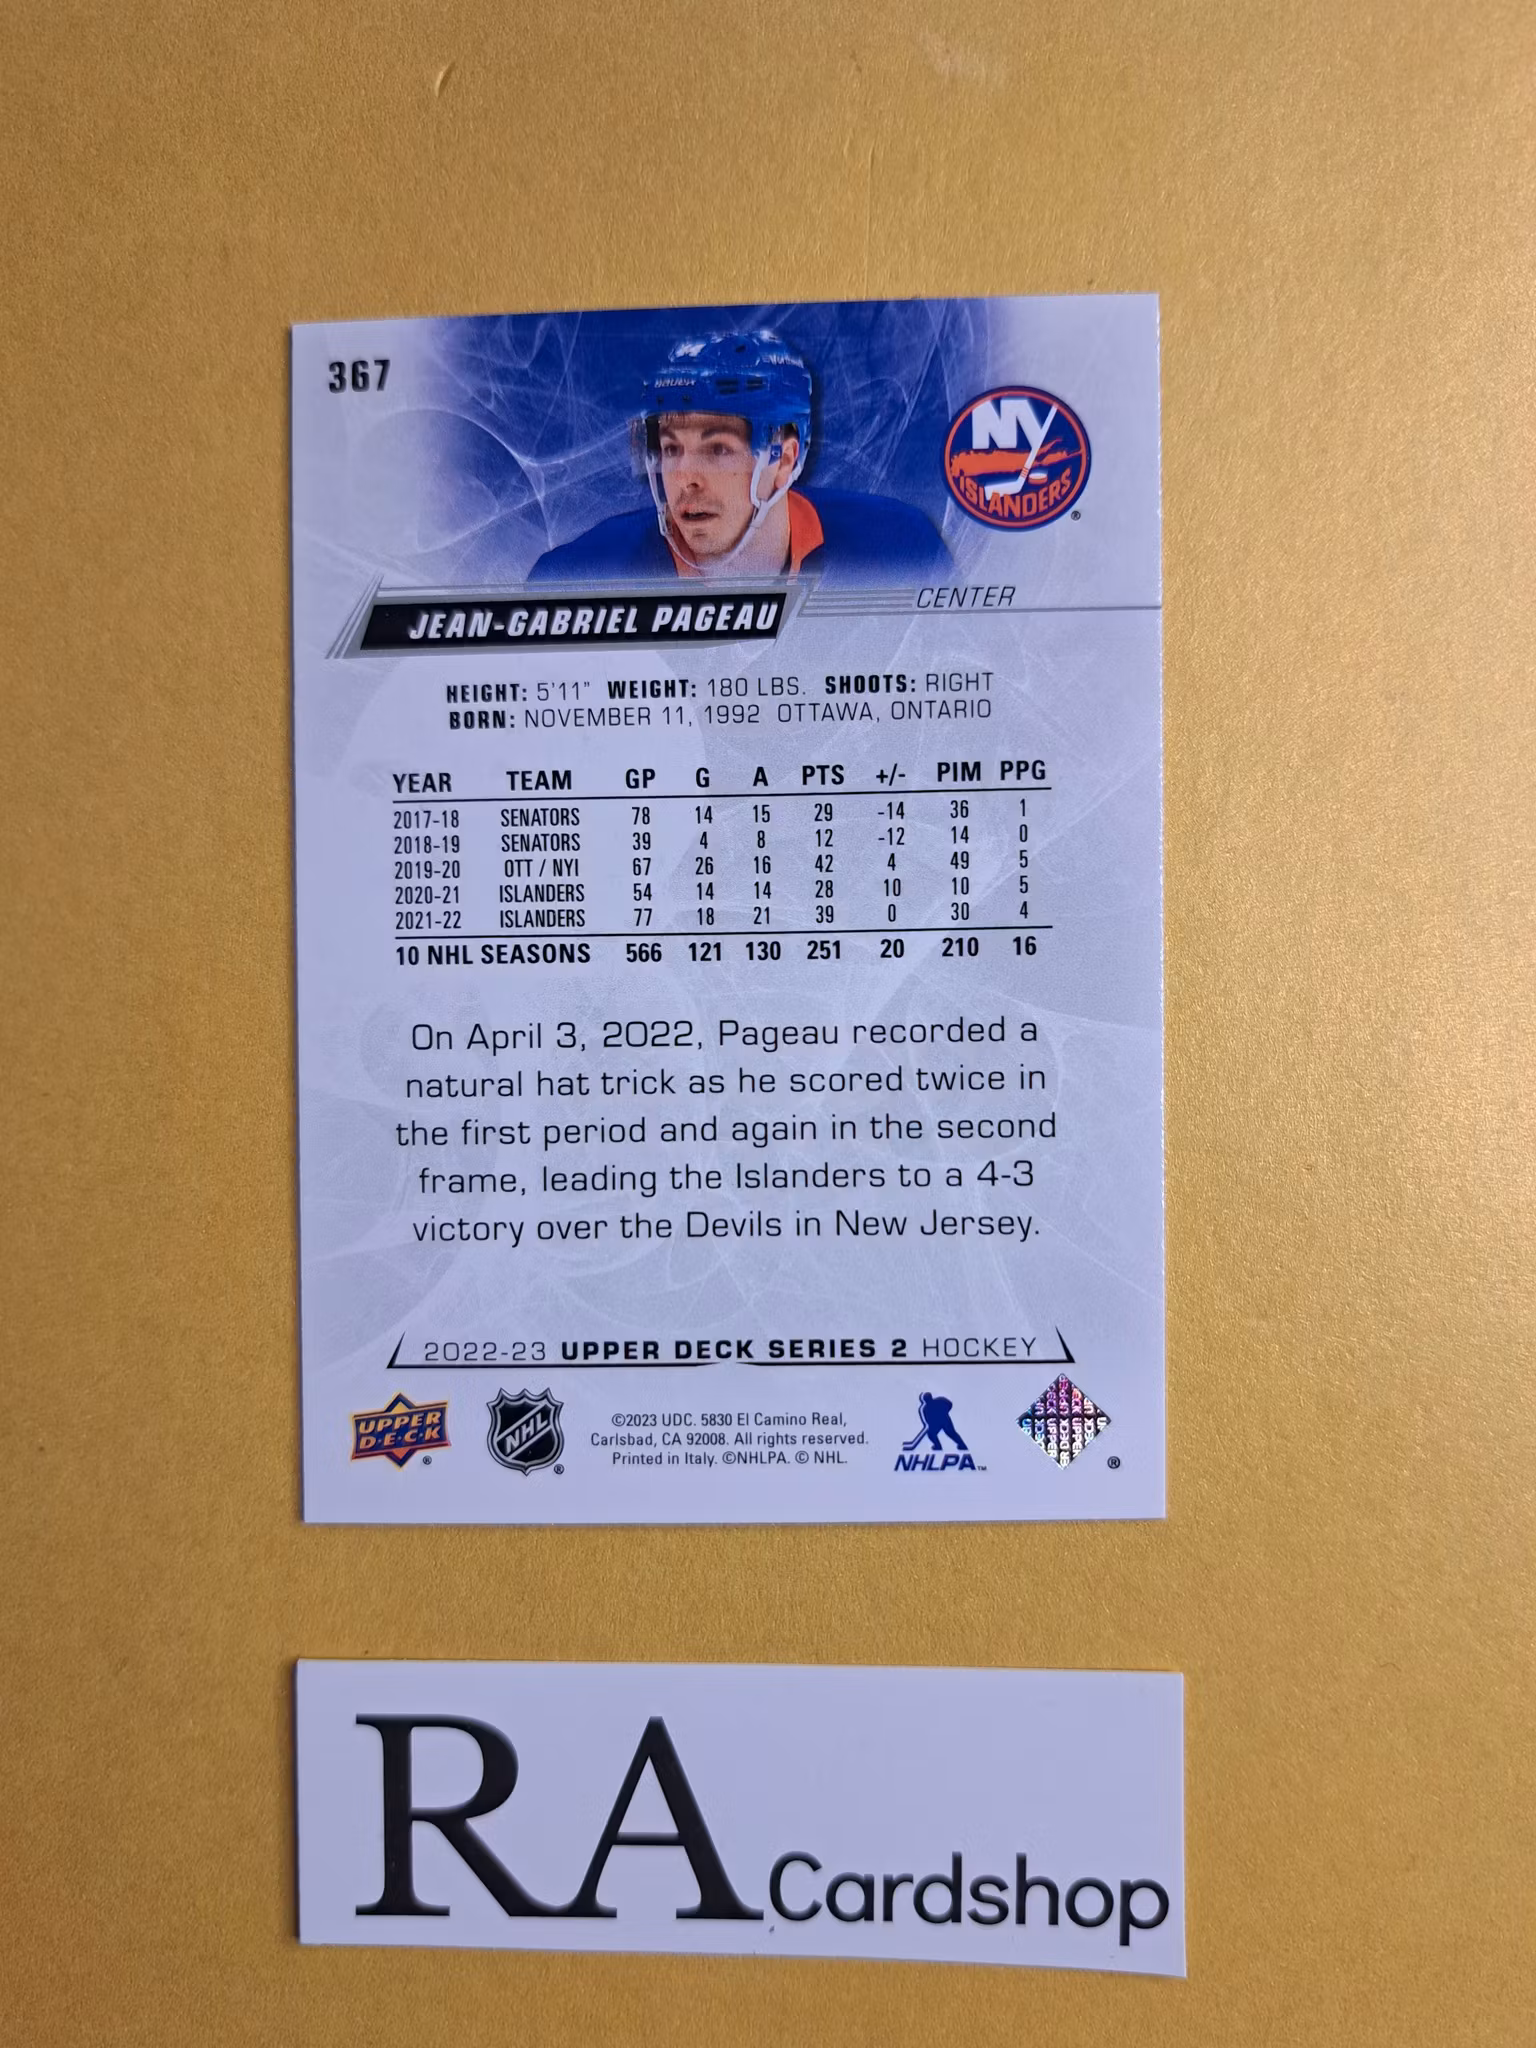 367
BAUER
NY
ISLANDERS
®
CENTER
JEAN-GABRIEL PAGEAU
HEIGHT: 5'11" WEIGHT: 180 LBS. SHOOTS: RIGHT
BORN: NOVEMBER 11, 1992 OTTAWA, ONTARIO
YEAR TEAM GP G A PTS +/- PIM PPG
2017-18 SENATORS 78 14 15 29 -14 36 1
2018-19 SENATORS 39 4 8 12 -12 14 0
2019-20 OTT / NYI 67 26 16 42 4 49 5
2020-21 ISLANDERS 54 14 14 28 10 10 5
2021-22 ISLANDERS 77 18 21 39 0 30 4
10 NHL SEASONS 566 121 130 251 20 210 16
On April 3, 2022, Pageau recorded a
natural hat trick as he scored twice in
the first period and again in the second
frame, leading the Islanders to a 4-3
victory over the Devils in New Jersey.
2022-23 UPPER DECK SERIES 2 HOCKEY
UPPER
D·E·C·K
®
NHL
®
©2023 UDC. 5830 El Camino Real,
Carlsbad, CA 92008. All rights reserved.
Printed in Italy. ©NHLPA. © NHL.
NHLPA™
®
RA Cardshop